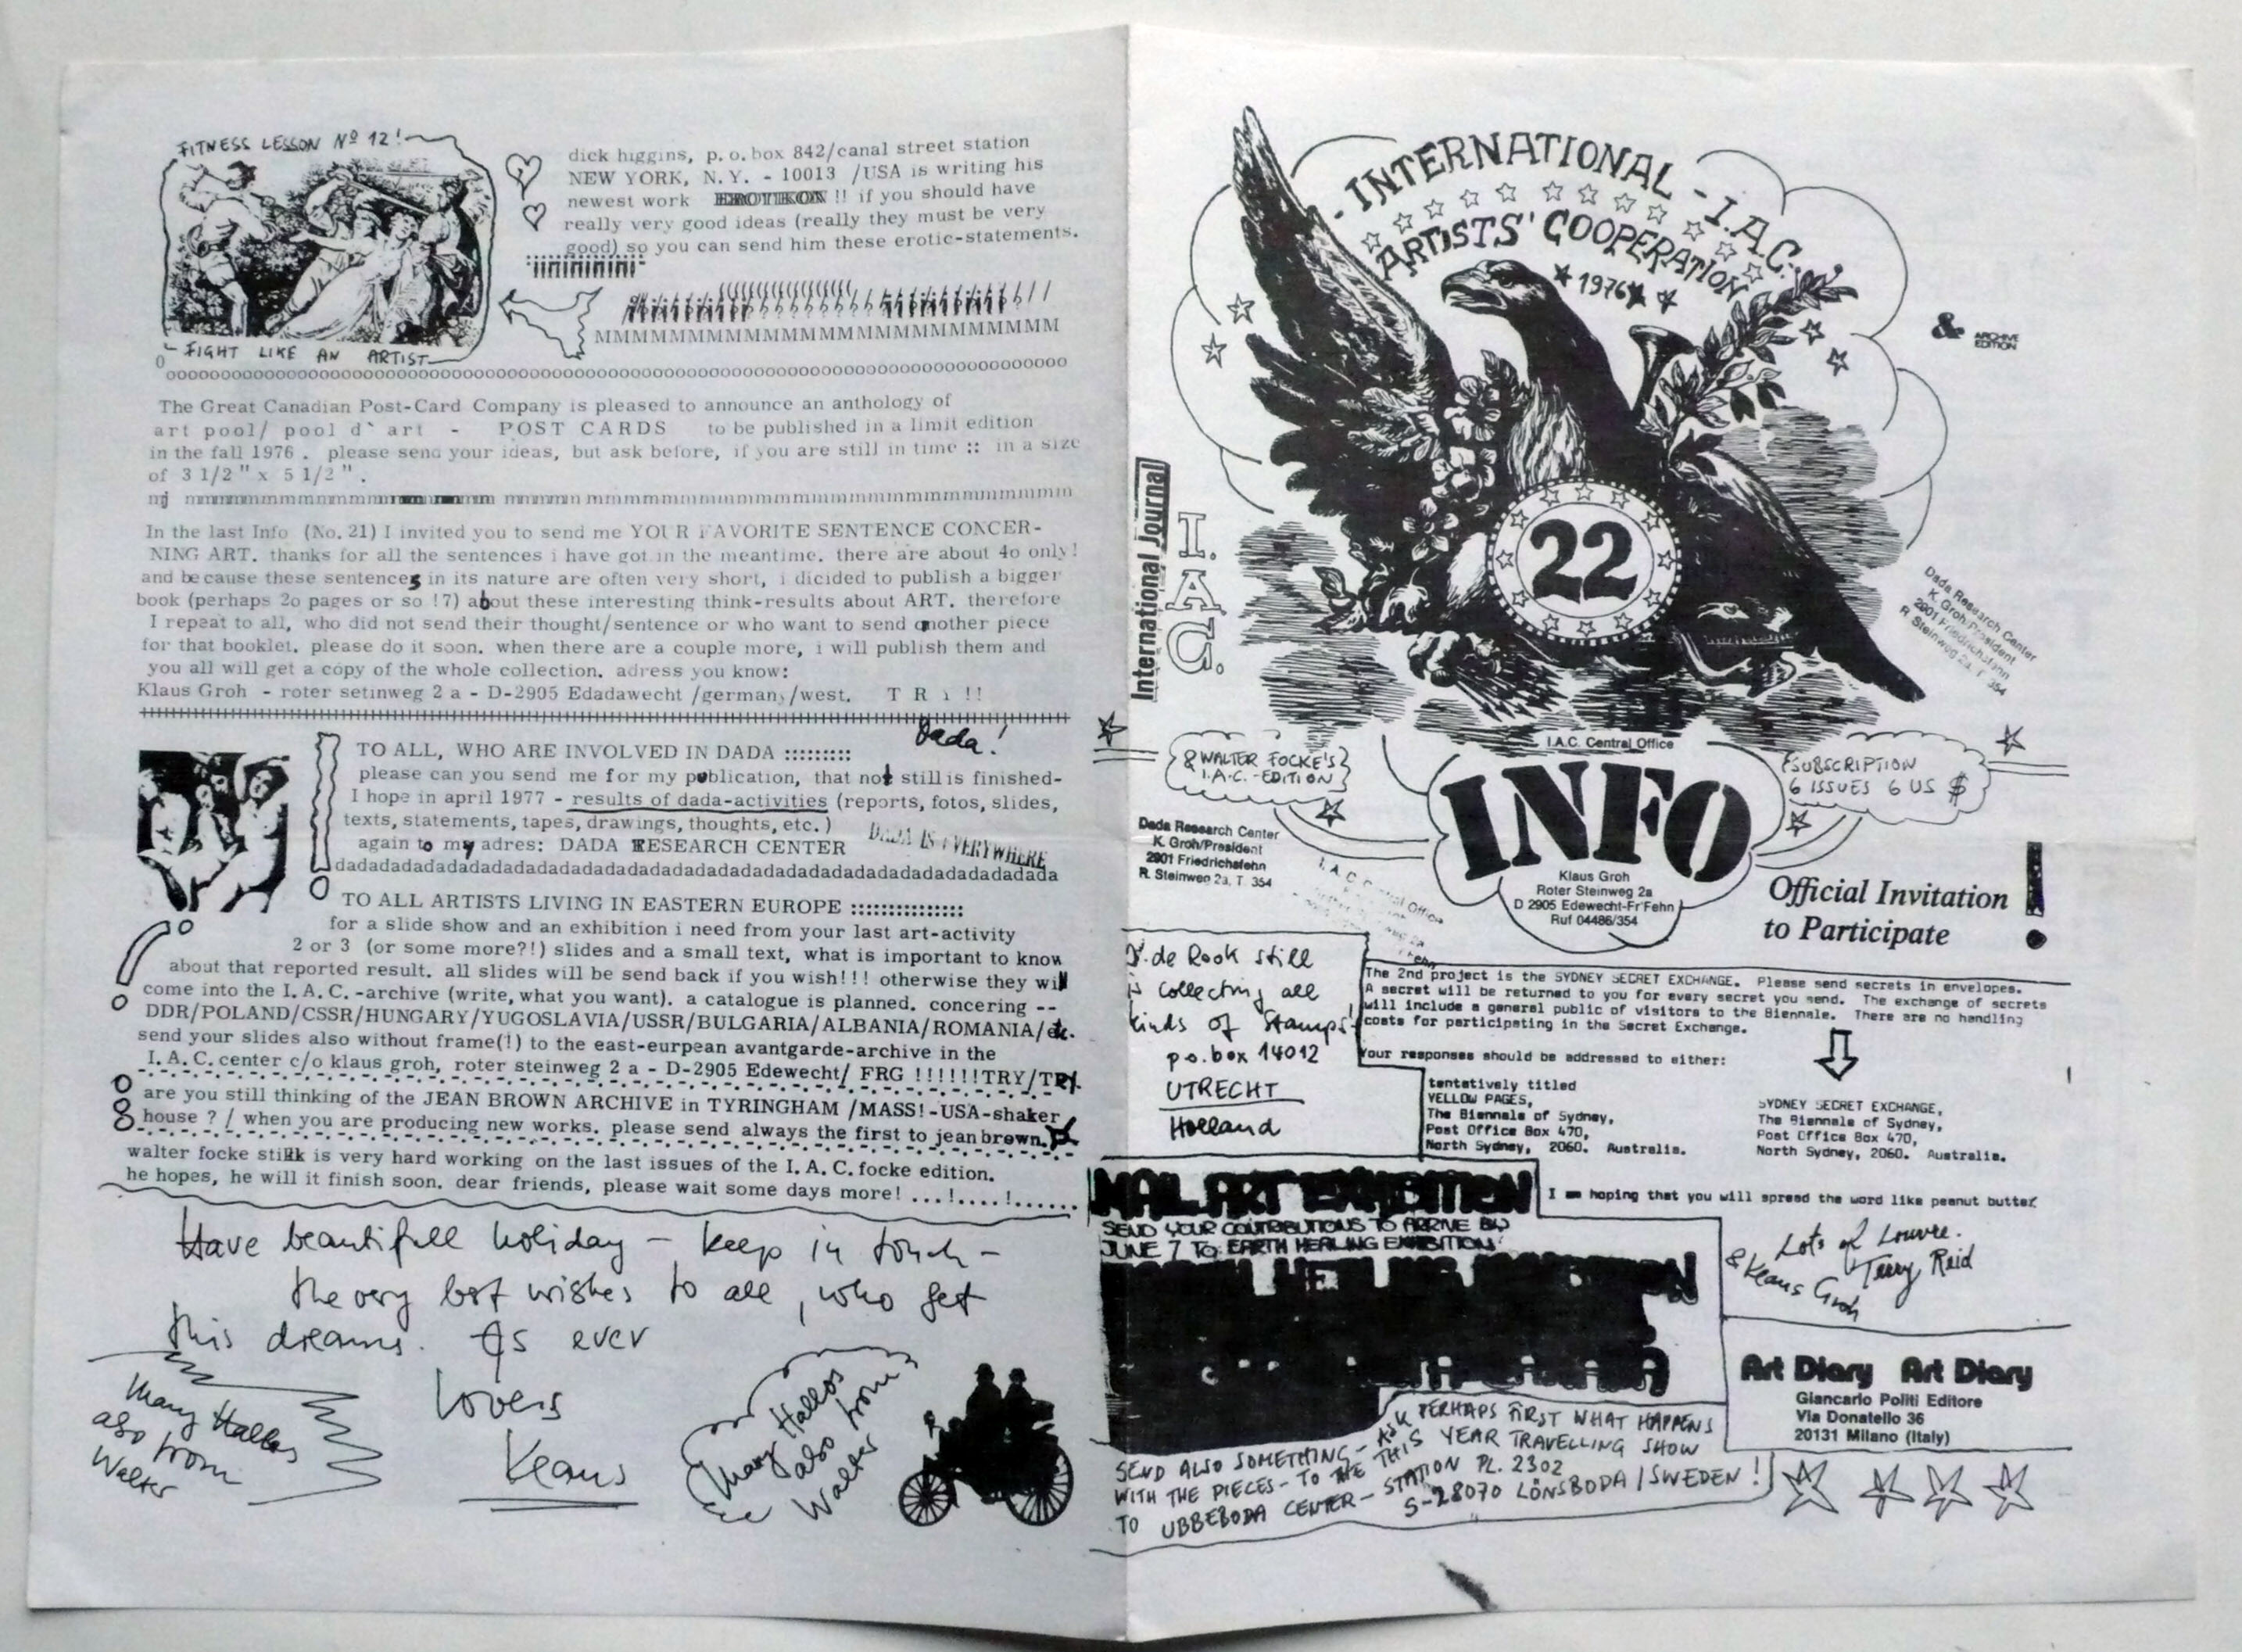 FITNESS LESSON Nº 12!
FIGHT LIKE AN ARTIST
dick higgins, p.o.box 842/canal street station
NEW YORK, N.Y. - 10013 /USA is writing his
newest work EROTIKON !! if you should have
really very good ideas (really they must be very
good) so you can send him these erotic-statements.
MMMMMMMMMMMMMMMMMMMMMMMMMM
The Great Canadian Post-Card Company is pleased to announce an anthology of
art pool/ pool d` art - POST CARDS to be published in a limit edition
in the fall 1976 . please send your ideas, but ask before, if you are still in time :: in a size
of 3 1/2 " x 5 1/2 ".
In the last Info (No. 21) I invited you to send me YOUR FAVORITE SENTENCE CONCER-
NING ART. thanks for all the sentences i have got in the meantime. there are about 4o only!
and because these sentences in its nature are often very short, i dicided to publish a bigger
book (perhaps 2o pages or so !?) about these interesting think-results about ART. therefore
I repeat to all, who did not send their thought/sentence or who want to send another piece
for that booklet. please do it soon. when there are a couple more, i will publish them and
you all will get a copy of the whole collection. adress you know:
Klaus Groh - roter setinweg 2 a - D-2905 Edadawecht /germany/west. T R Y !!
Dada!
TO ALL, WHO ARE INVOLVED IN DADA :::::::::
please can you send me for my publication, that not still is finished-
I hope in april 1977 - results of dada-activities (reports, fotos, slides,
texts, statements, tapes, drawings, thoughts, etc.)
again to my adres: DADA RESEARCH CENTER
DADA IS EVERYWHERE
dadadadadadadadadadadadadadadadadadadadadadadadadadadadadadadada
TO ALL ARTISTS LIVING IN EASTERN EUROPE :::::::::::::::
for a slide show and an exhibition i need from your last art-activity
2 or 3 (or some more?!) slides and a small text, what is important to know
about that reported result. all slides will be send back if you wish!!! otherwise they will
come into the I.A.C.-archive (write, what you want). a catalogue is planned. concering --
DDR/POLAND/CSSR/HUNGARY/YUGOSLAVIA/USSR/BULGARIA/ALBANIA/ROMANIA/etc.
send your slides also without frame(!) to the east-eurpean avantgarde-archive in the
I.A.C. center c/o klaus groh, roter steinweg 2 a - D-2905 Edewecht/ FRG !!!!!!TRY/TRY
are you still thinking of the JEAN BROWN ARCHIVE in TYRINGHAM /MASS!-USA-shaker
house ? / when you are producing new works. please send always the first to jean brown.
walter focke still is very hard working on the last issues of the I.A.C.focke edition.
he hopes, he will it finish soon. dear friends, please wait some days more! ...!....!......
Have beautifull holiday - keep in touch -
the very best wishes to all, who get
this dreams. As ever
Lovers
Klaus
Many Hallos
also from
Walter
Many Hallos
also from
Walter
- INTERNATIONAL - I.A.C.
ARTISTS' COOPERATION
1976
& ARCHIVE
EDITION
22
International Journal
I.
A.
C.
Dada Research Center
K. Groh/President
2901 Friedrichsfehn
R. Steinweg 2a, T. 354
& WALTER FOCKE'S
I.A.C.-EDITION
I.A.C. Central Office
INFO
Klaus Groh
Roter Steinweg 2a
D 2905 Edewecht-Fr'Fehn
Ruf 04486/354
SUBSCRIPTION
6 ISSUES 6 US $
Dada Research Center
K. Groh/President
2901 Friedrichsfehn
R. Steinweg 2a, T. 354
I.A.C. Central Office
Official Invitation
to Participate !
de Rook still
is collecting all
kinds of Stamps!
p.o.box 14012
UTRECHT
Holland
The 2nd project is the SYDNEY SECRET EXCHANGE. Please send secrets in envelopes.
A secret will be returned to you for every secret you send. The exchange of secrets
will include a general public of visitors to the Biennale. There are no handling
costs for participating in the Secret Exchange.
Your responses should be addressed to either:
tentatively titled
YELLOW PAGES,
The Biennale of Sydney,
Post Office Box 470,
North Sydney, 2060. Australia.
SYDNEY SECRET EXCHANGE,
The Biennale of Sydney,
Post Office Box 470,
North Sydney, 2060. Australia.
I am hoping that you will spread the word like peanut butter
Lots of Louvre.
Terry Reid
& Klaus Groh
MAIL ART EXHIBITION
SEND YOUR CONTRIBUTIONS TO ARRIVE BY
JUNE 7 TO EARTH HEALING EXHIBITION
Art Diary Art Diary
Giancarlo Politi Editore
Via Donatello 36
20131 Milano (Italy)
SEND ALSO SOMETHING - ASK PERHAPS FIRST WHAT HAPPENS
WITH THE PIECES - TO THE THIS YEAR TRAVELLING SHOW
TO UBBEBODA CENTER - STATION PL. 2302
S-28070 LÖNSBODA / SWEDEN !